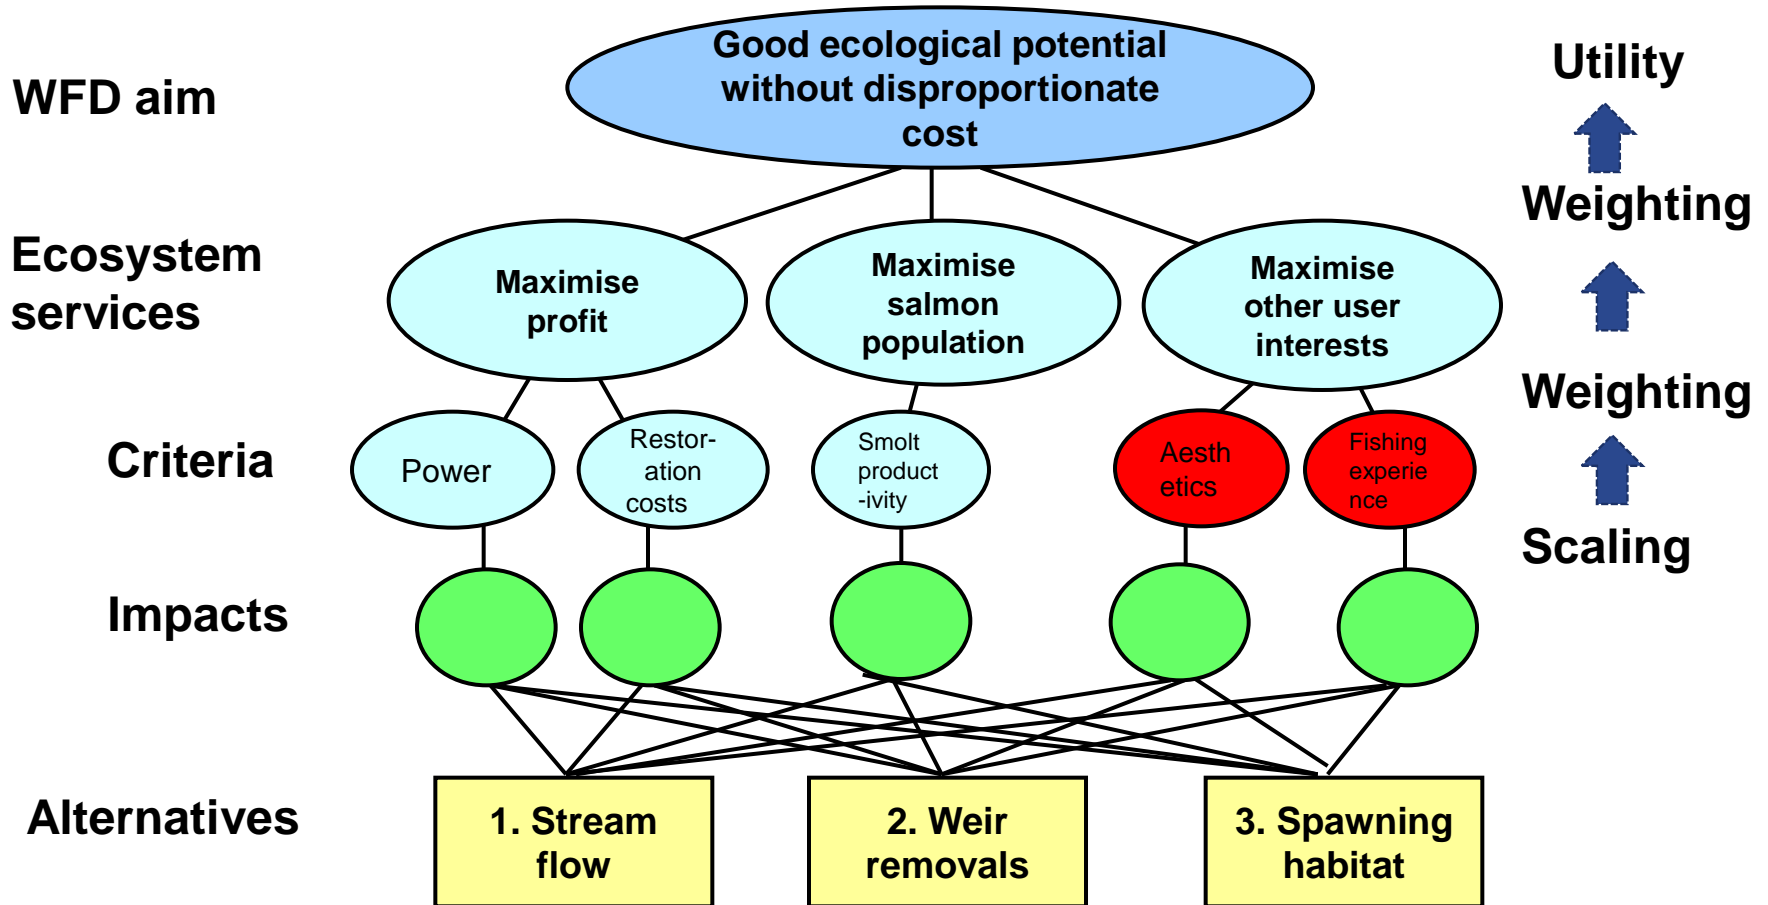 Good ecological potential
without disproportionate
cost
Utility
WFD aim
Weighting
Ecosystem
services
Maximise
profit
Maximise
salmon
population
Maximise
other user
interests
Weighting
Criteria
Power
Restor-
ation
costs
Smolt
product
-ivity
Aesth
etics
Fishing
experie
nce
Scaling
Impacts
Alternatives
1. Stream
flow
2. Weir
removals
3. Spawning
habitat